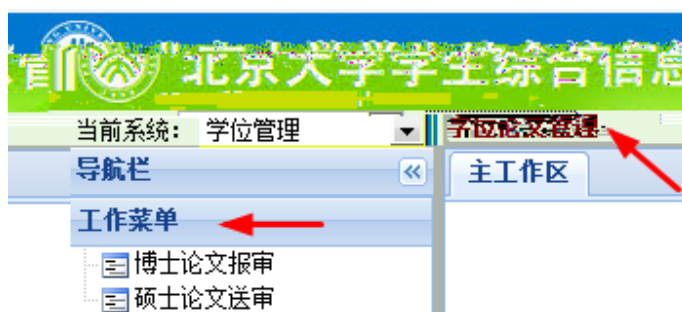 北京大学学生综合信息
当前系统： 学位管理 学位论文管理
导航栏 主工作区
工作菜单
博士论文报审
硕士论文送审